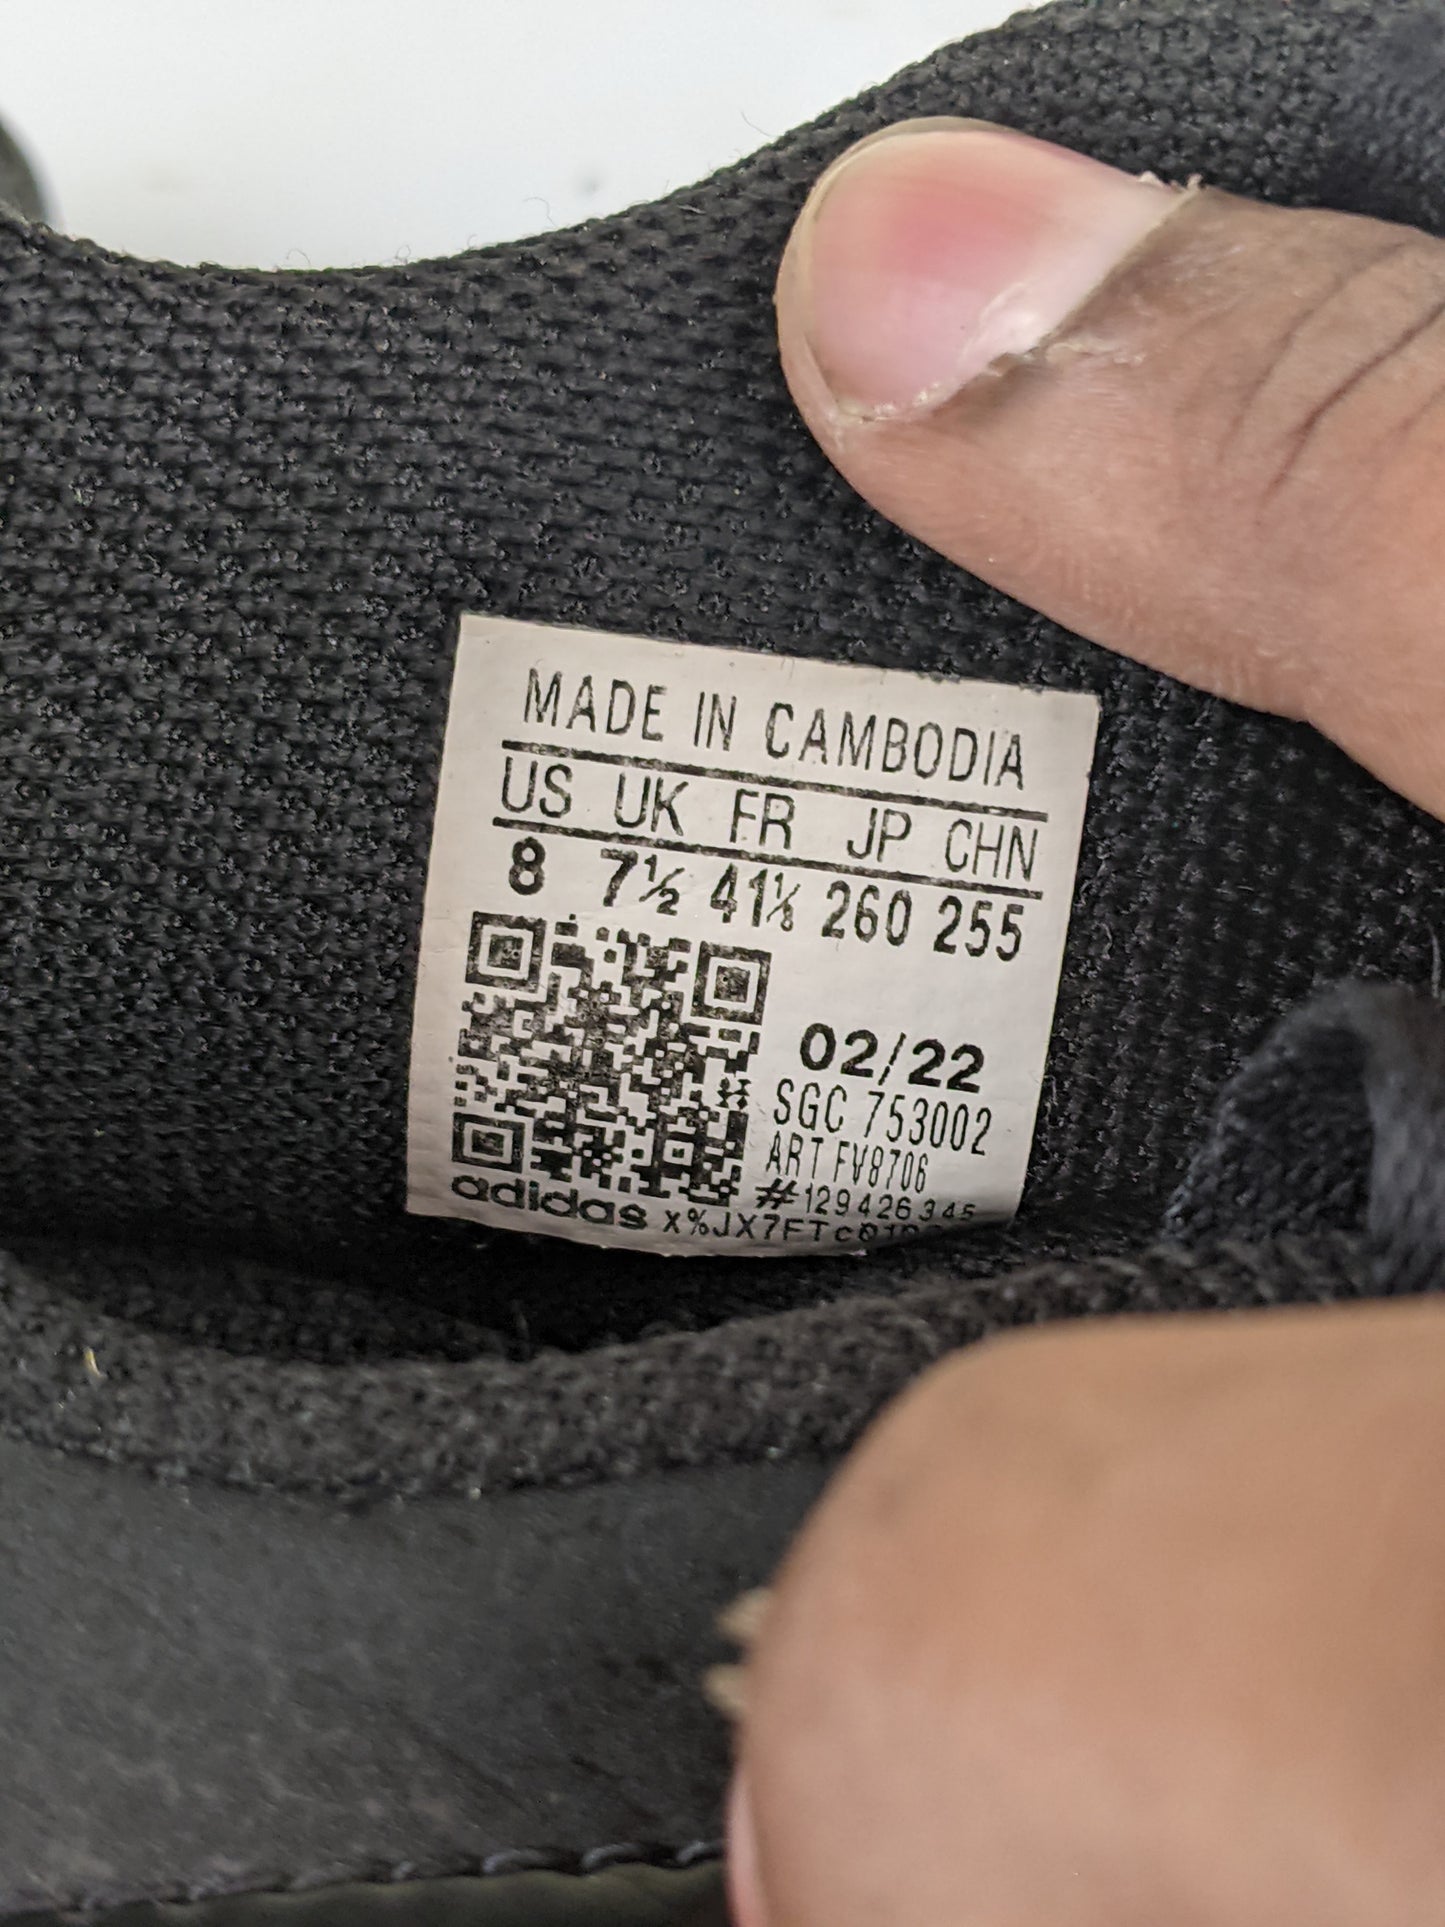 MADE IN CAMBODIA
US UK FR JP CHN
8 7½ 41⅓ 260 255
02/22
SGC 753002
ART FV8706
#129426345
adidas